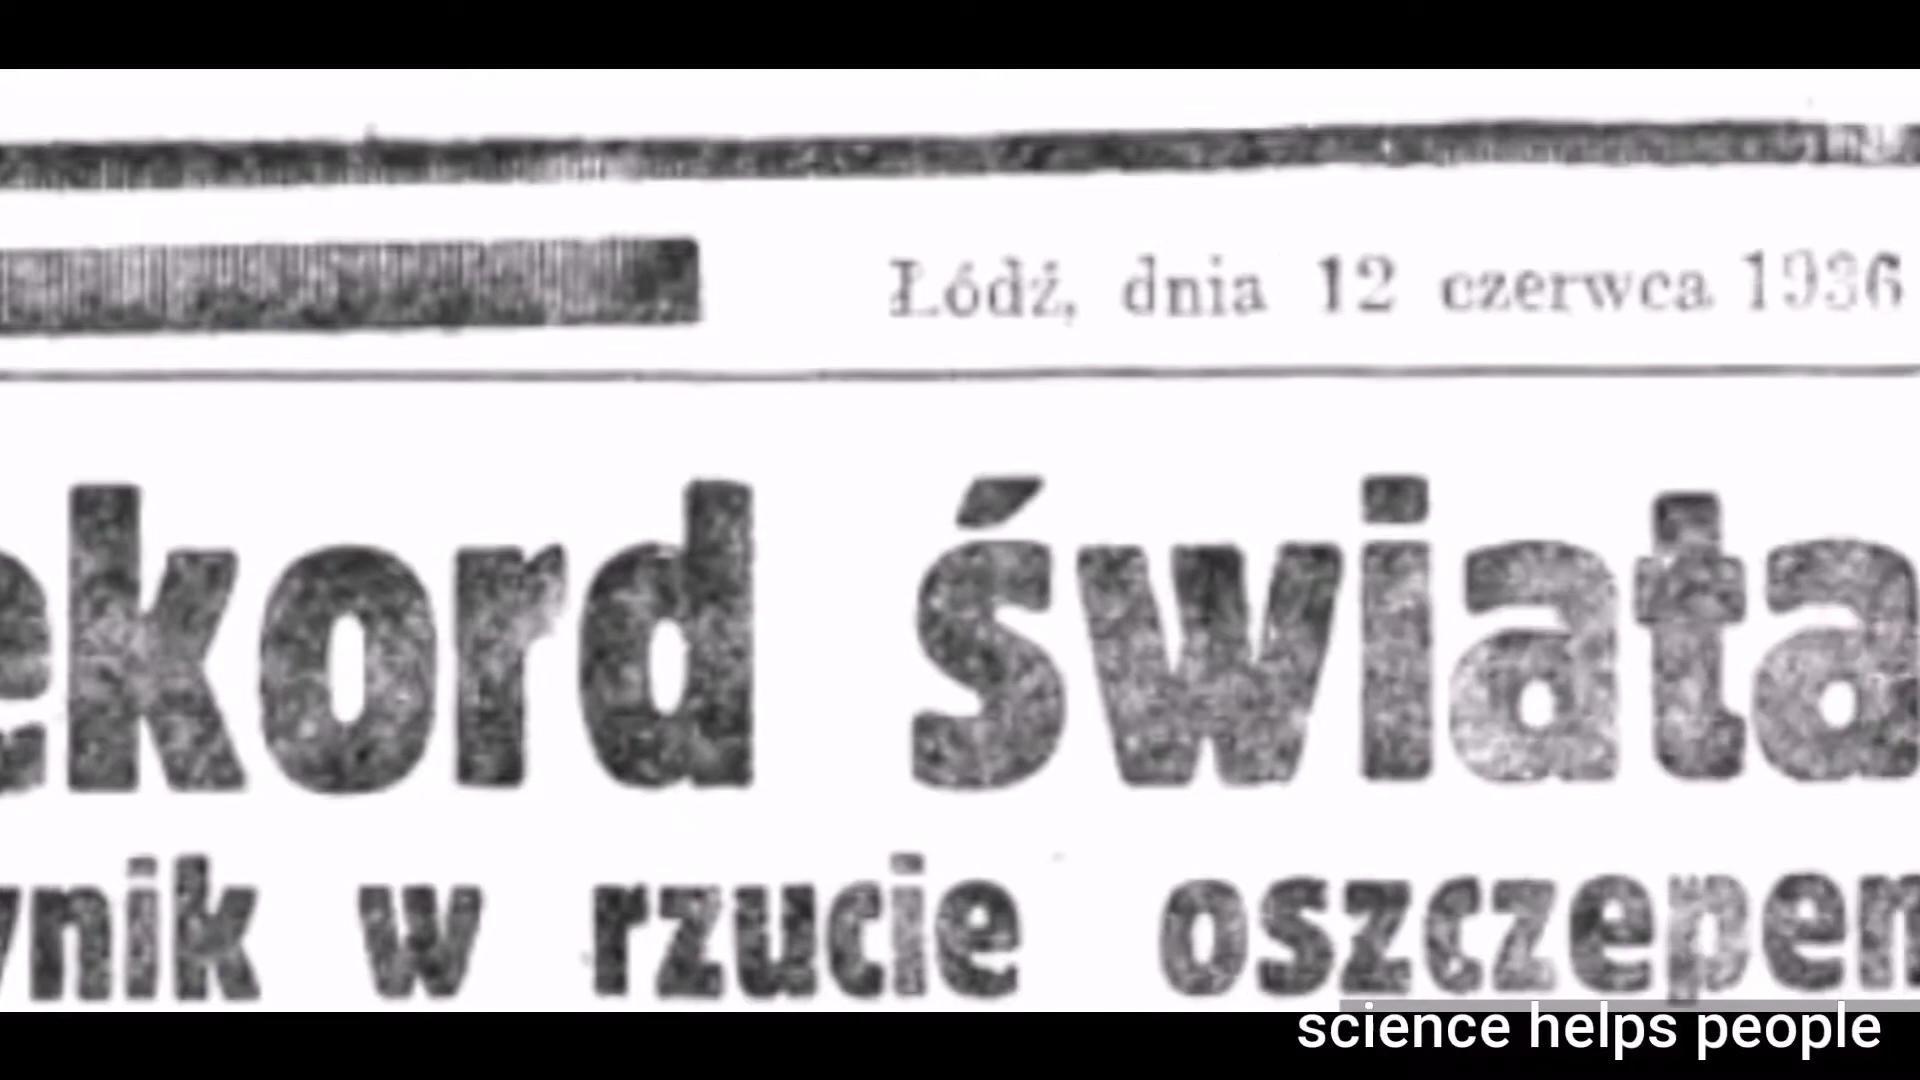 Łódź, dnia 12 czerwca 1936
ekord świata
ynik w rzucie oszczepen
science helps people